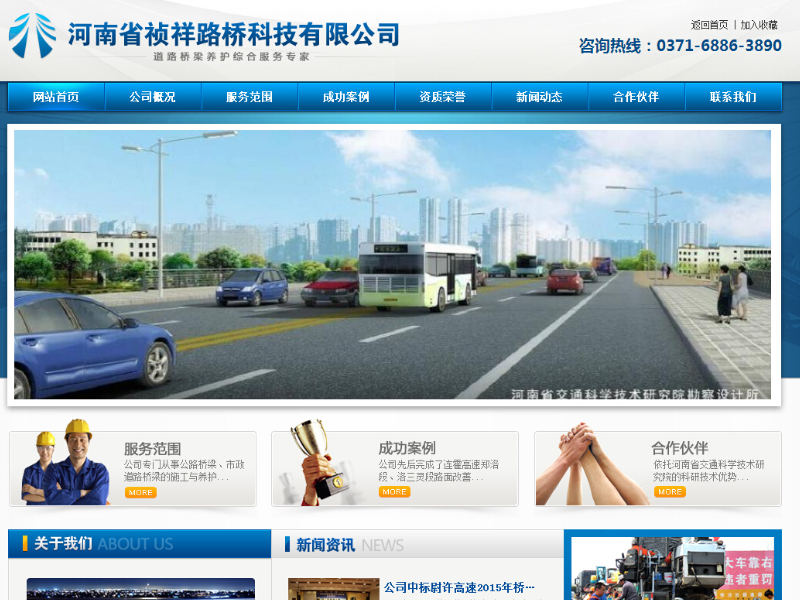 河南省祯祥路桥科技有限公司
道路桥梁养护综合服务专家
返回首页 | 加入收藏
咨询热线：0371-6886-3890
网站首页 公司概况 服务范围 成功案例 资质荣誉 新闻动态 合作伙伴 联系我们
河南省交通科学技术研究院勘察设计所
服务范围
公司专门从事公路桥梁、市政
道路桥梁的施工与养护...
MORE
成功案例
公司先后完成了连霍高速郑洛
段、洛三灵段路面改善...
MORE
合作伙伴
依托河南省交通科学技术研
究院的科研技术优势...
MORE
关于我们 ABOUT US
新闻资讯 NEWS
公司中标尉许高速2015年桥···
大车靠右
违者重罚